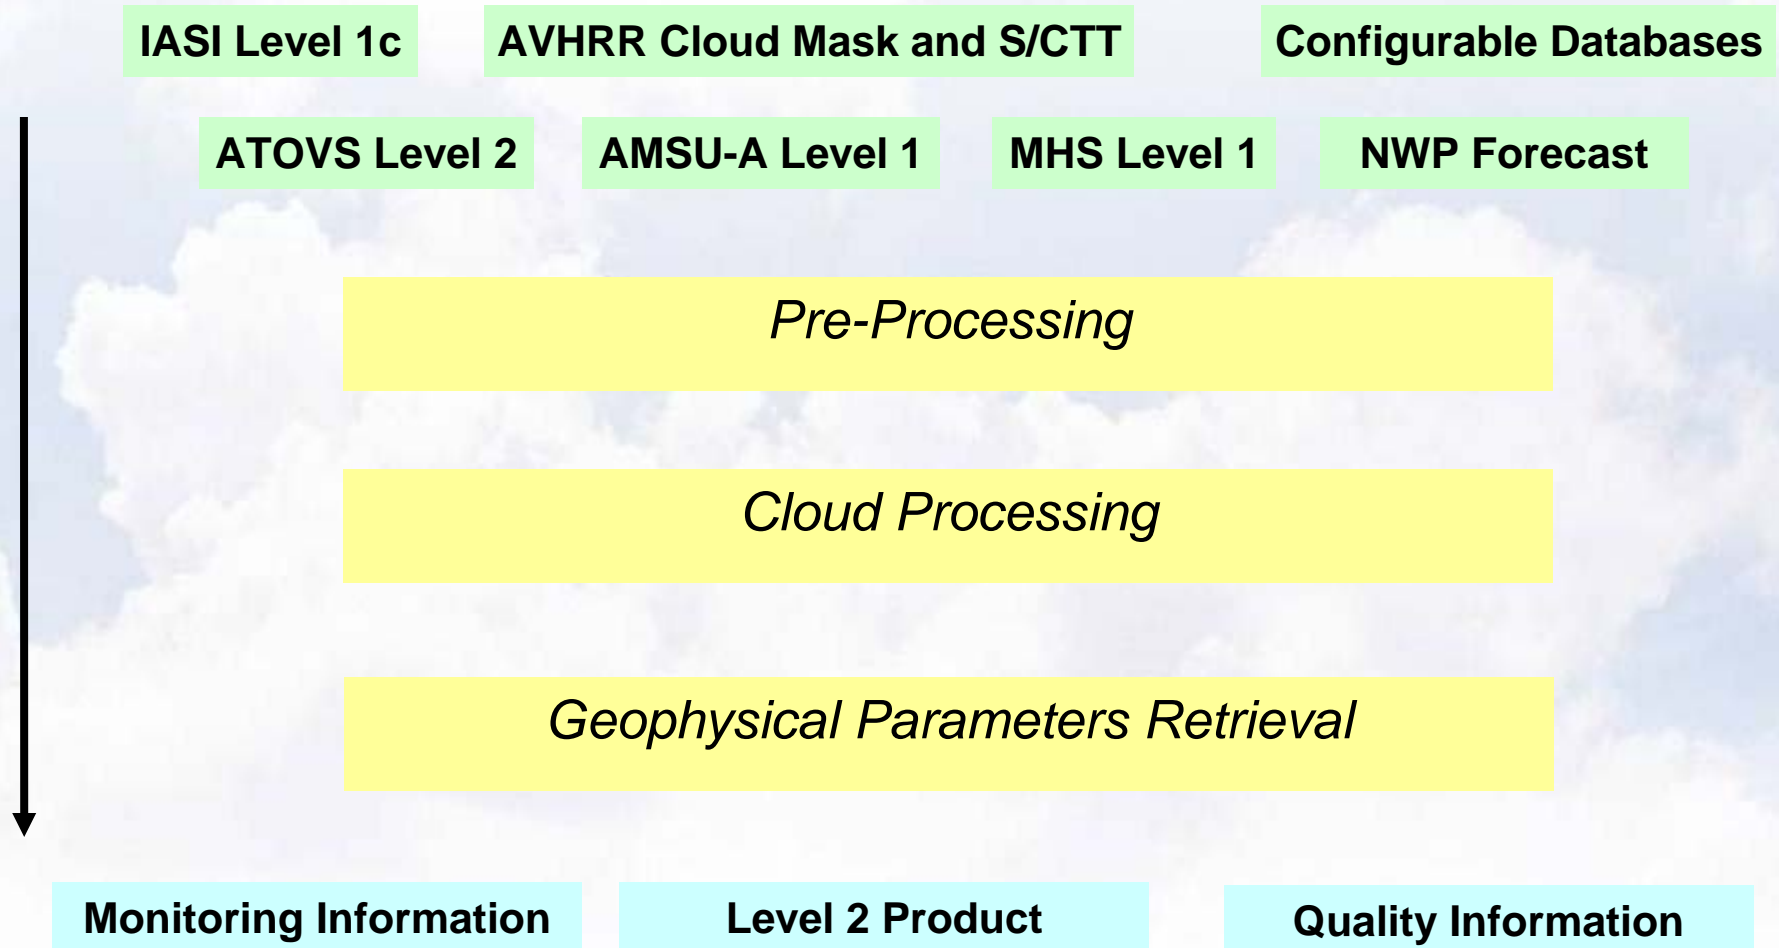 IASI Level 1c
AVHRR Cloud Mask and S/CTT
Configurable Databases
ATOVS Level 2
AMSU-A Level 1
MHS Level 1
NWP Forecast
Pre-Processing
Cloud Processing
Geophysical Parameters Retrieval
Monitoring Information
Level 2 Product
Quality Information